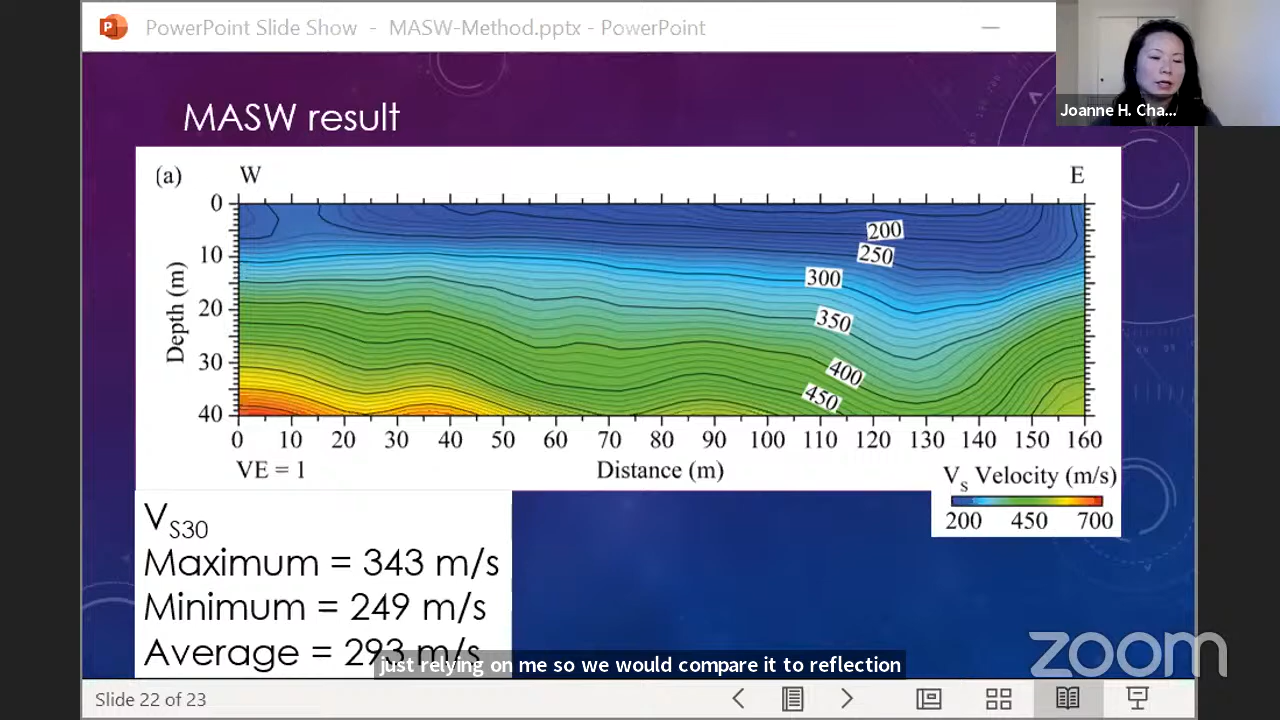 PowerPoint Slide Show - MASW-Method.pptx - PowerPoint
Joanne H. Cha...
MASW result
(a) W E
200
250
300
350
400
450
Depth (m)
0
10
20
30
40
0 10 20 30 40 50 60 70 80 90 100 110 120 130 140 150 160
VE = 1 Distance (m)
Vs Velocity (m/s)
200 450 700
VS30
Maximum = 343 m/s
Minimum = 249 m/s
Average = 293 m/s
just relying on me so we would compare it to reflection
zoom
Slide 22 of 23